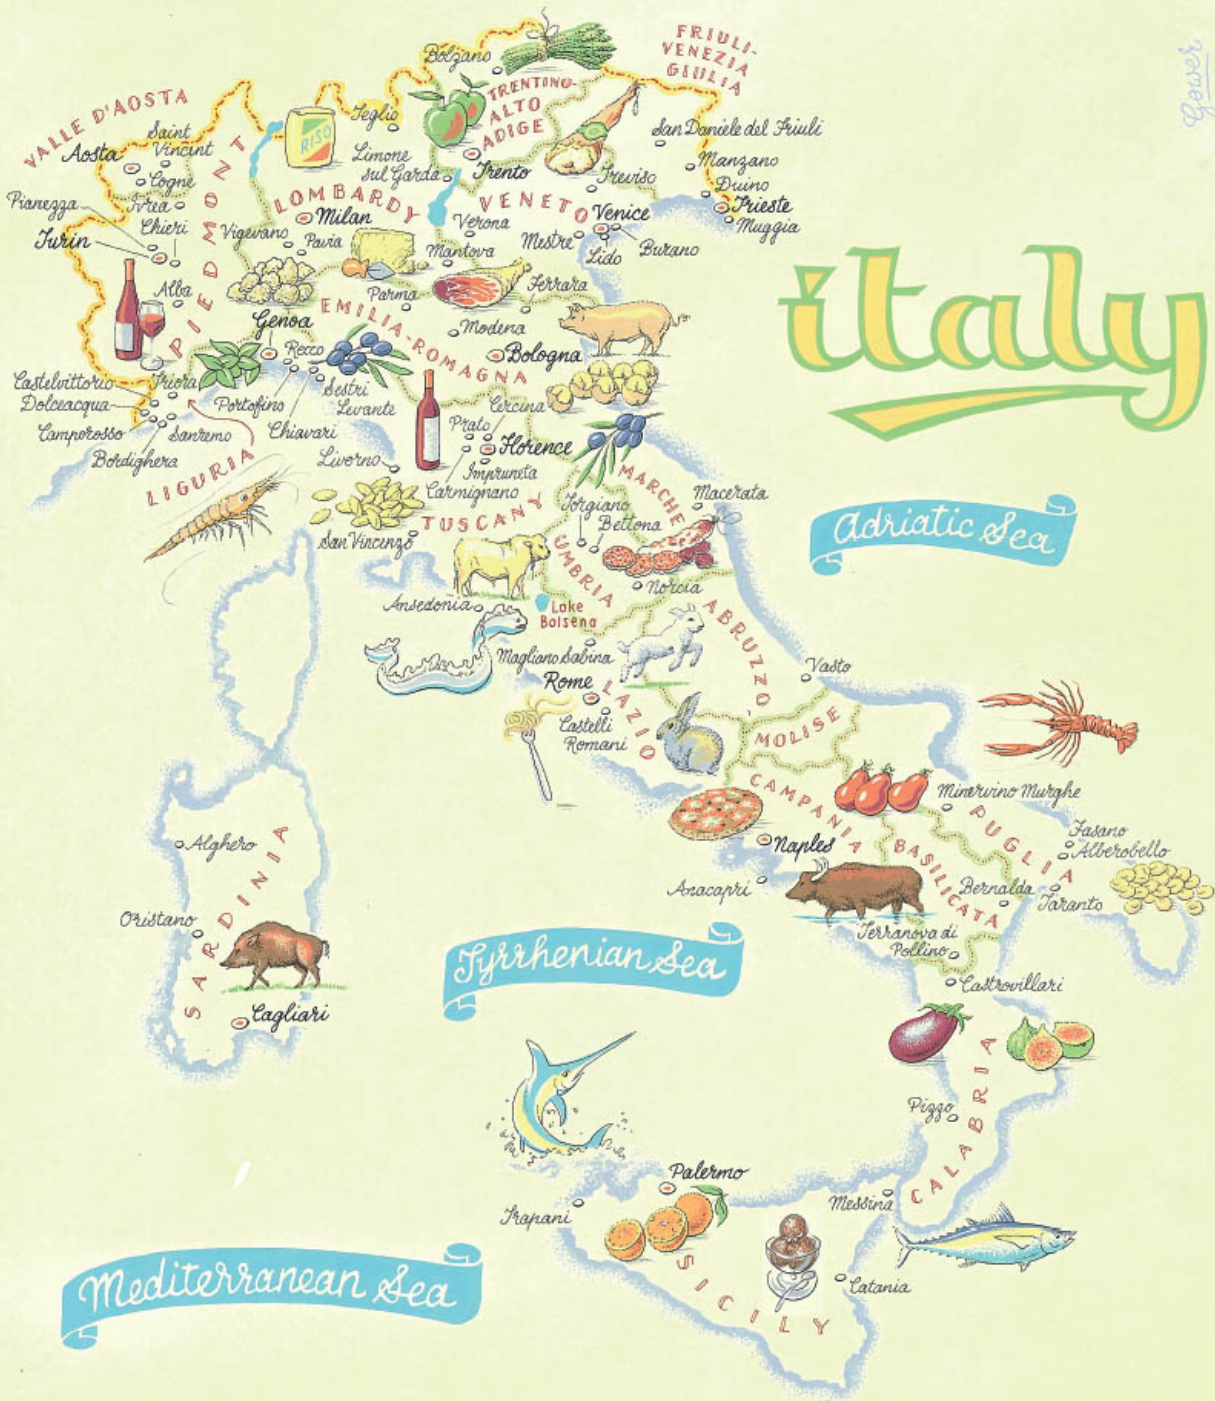 FRIULI-
VENEZIA
GIULIA
Gower
Bolzano
TRENTINO-
ALTO
ADIGE
VALLE D'AOSTA
Saint
Vincent
Aosta
Cogne
Ivrea
Pianezza
Chieri
Turin
Alba
PIEDMONT
RISO
Teglio
Limone
sul Garda
Trento
San Daniele del Friuli
Manzano
Duino
Trieste
Muggia
Treviso
LOMBARDY
Milan
Vigevano
Pavia
VENETO
Venice
Verona
Mestre
Lido
Burano
Mantova
Ferrara
Parma
Modena
EMILIA-ROMAGNA
Bologna
italy
Genoa
Recco
Castelvittorio
Triora
Dolceacqua
Camporosso
Sanremo
Bordighera
Portofino
Chiavari
Sestri
Levante
LIGURIA
Cercina
Prato
Florence
Impruneta
Carmignano
Livorno
San Vincenzo
TUSCANY
MARCHE
Macerata
Torgiano
Bettona
UMBRIA
Norcia
Adriatic Sea
Ansedonia
Lake
Bolsena
Magliano Sabina
Rome
Castelli
Romani
LAZIO
ABRUZZO
Vasto
MOLISE
CAMPANIA
Naples
Anacapri
Minervino Murghe
PUGLIA
Fasano
Alberobello
BASILICATA
Bernalda
Taranto
Terranova di
Pollino
Castrovillari
Alghero
SARDINIA
Oristano
Cagliari
Tyrrhenian Sea
Pizzo
CALABRIA
Palermo
Messina
Trapani
Catania
SICILY
Mediterranean Sea